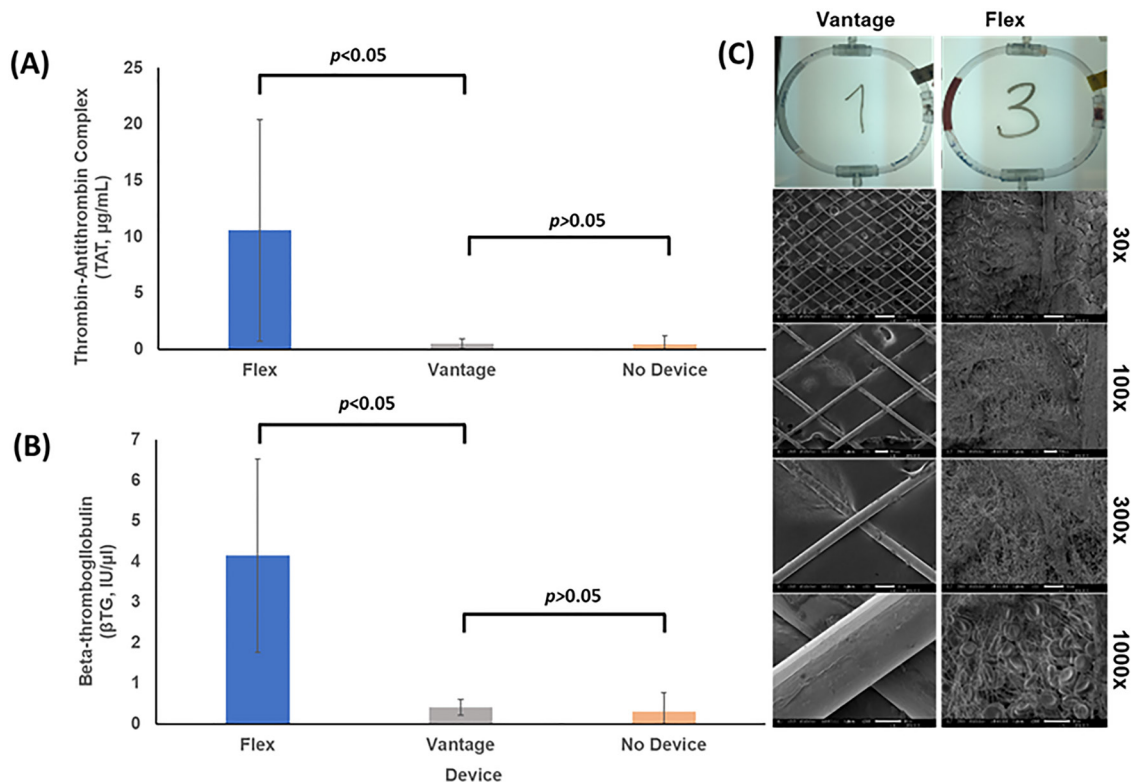 Vantage Flex
(A)
(C)
p<0.05
25
20
15
10
5
0
Thrombin-Antithrombin Complex
(TAT, µg/mL)
p>0.05
Flex Vantage No Device
1 3
30x
100x
300x
1000x
(B)
p<0.05
7
6
5
4
3
2
1
0
Beta-thrombogllobulin
(βTG, IU/µl)
p>0.05
Flex Vantage No Device
Device